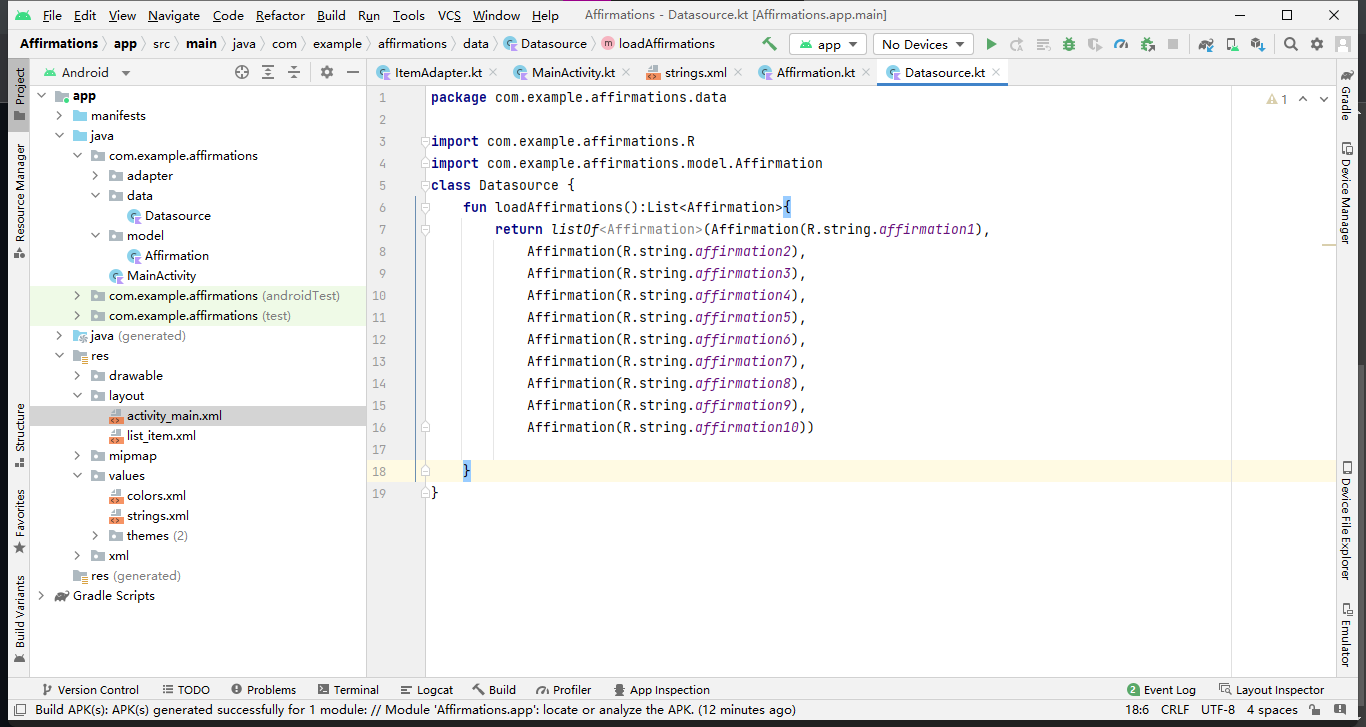 File Edit View Navigate Code Refactor Build Run Tools VCS Window Help Affirmations - Datasource.kt [Affirmations.app.main]
Affirmations app src main java com example affirmations data Datasource loadAffirmations app No Devices
Project
Resource Manager
Structure
Favorites
Build Variants
Android
app
manifests
java
com.example.affirmations
adapter
data
Datasource
model
Affirmation
MainActivity
com.example.affirmations (androidTest)
com.example.affirmations (test)
java (generated)
res
drawable
layout
activity_main.xml
list_item.xml
mipmap
values
colors.xml
strings.xml
themes (2)
xml
res (generated)
Gradle Scripts
ItemAdapter.kt MainActivity.kt strings.xml Affirmation.kt Datasource.kt
1 package com.example.affirmations.data
1
2
3 import com.example.affirmations.R
4 import com.example.affirmations.model.Affirmation
5 class Datasource {
6 fun loadAffirmations():List<Affirmation>{
7 return listOf<Affirmation>(Affirmation(R.string.affirmation1),
8 Affirmation(R.string.affirmation2),
9 Affirmation(R.string.affirmation3),
10 Affirmation(R.string.affirmation4),
11 Affirmation(R.string.affirmation5),
12 Affirmation(R.string.affirmation6),
13 Affirmation(R.string.affirmation7),
14 Affirmation(R.string.affirmation8),
15 Affirmation(R.string.affirmation9),
16 Affirmation(R.string.affirmation10))
17
18 }
19 }
Gradle
Device Manager
Device File Explorer
Emulator
Version Control TODO Problems Terminal Logcat Build Profiler App Inspection 2 Event Log Layout Inspector
Build APK(s): APK(s) generated successfully for 1 module: // Module 'Affirmations.app': locate or analyze the APK. (12 minutes ago) 18:6 CRLF UTF-8 4 spaces